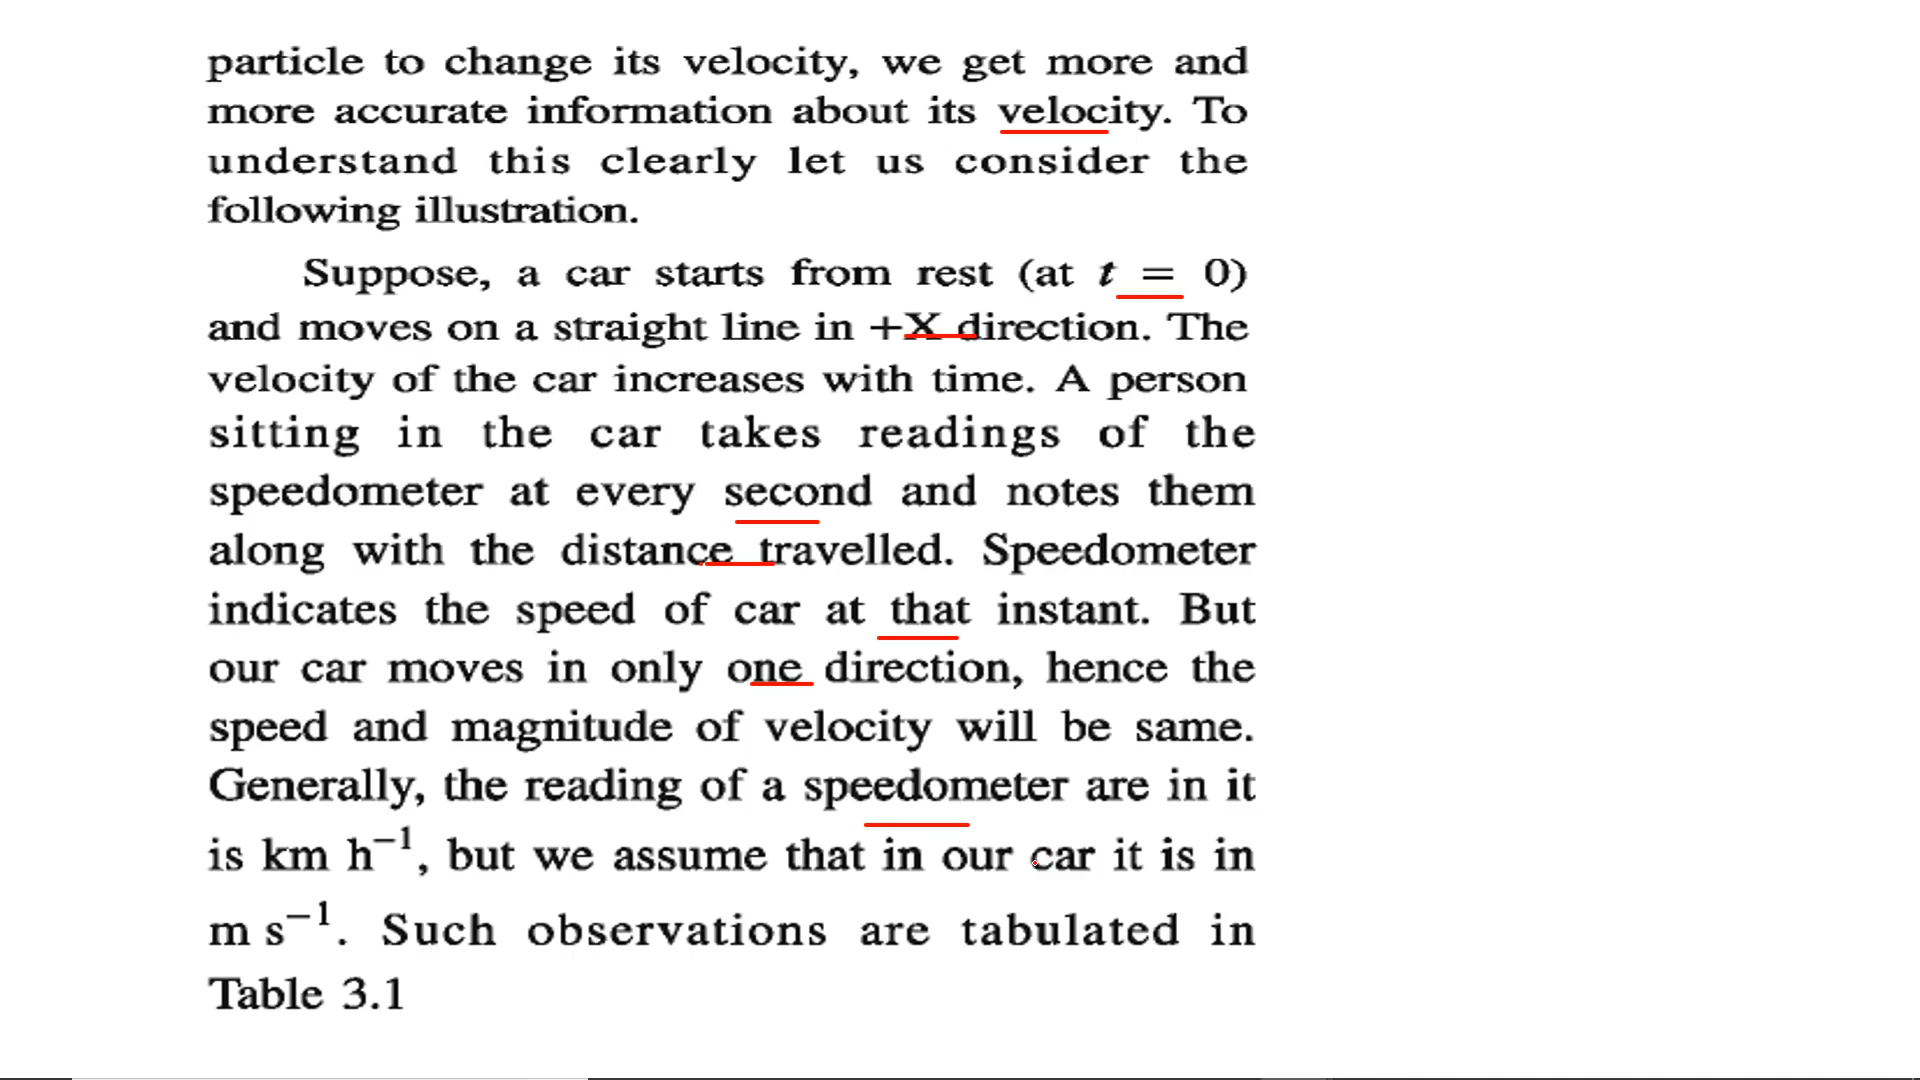 particle to change its velocity, we get more and
more accurate information about its velocity. To
understand this clearly let us consider the
following illustration.
Suppose, a car starts from rest (at t = 0)
and moves on a straight line in +X direction. The
velocity of the car increases with time. A person
sitting in the car takes readings of the
speedometer at every second and notes them
along with the distance travelled. Speedometer
indicates the speed of car at that instant. But
our car moves in only one direction, hence the
speed and magnitude of velocity will be same.
Generally, the reading of a speedometer are in it
is km h⁻¹, but we assume that in our car it is in
m s⁻¹. Such observations are tabulated in
Table 3.1